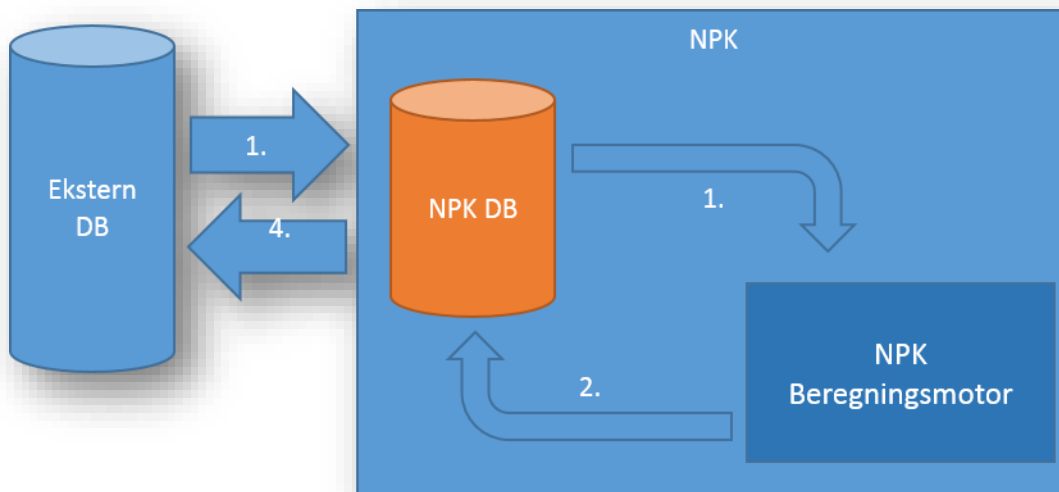 NPK
1.
Ekstern
DB
4.
NPK DB
1.
NPK
Beregningsmotor
2.